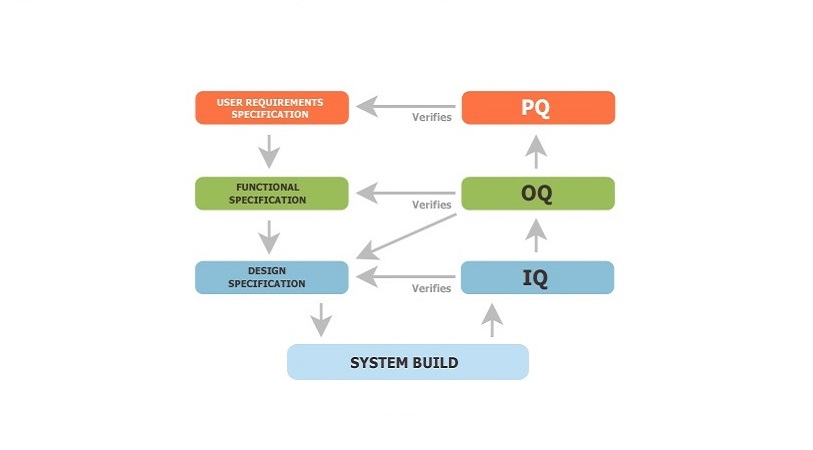 USER REQUIREMENTS
SPECIFICATION
Verifies
PQ
FUNCTIONAL
SPECIFICATION
Verifies
OQ
DESIGN
SPECIFICATION
Verifies
IQ
SYSTEM BUILD